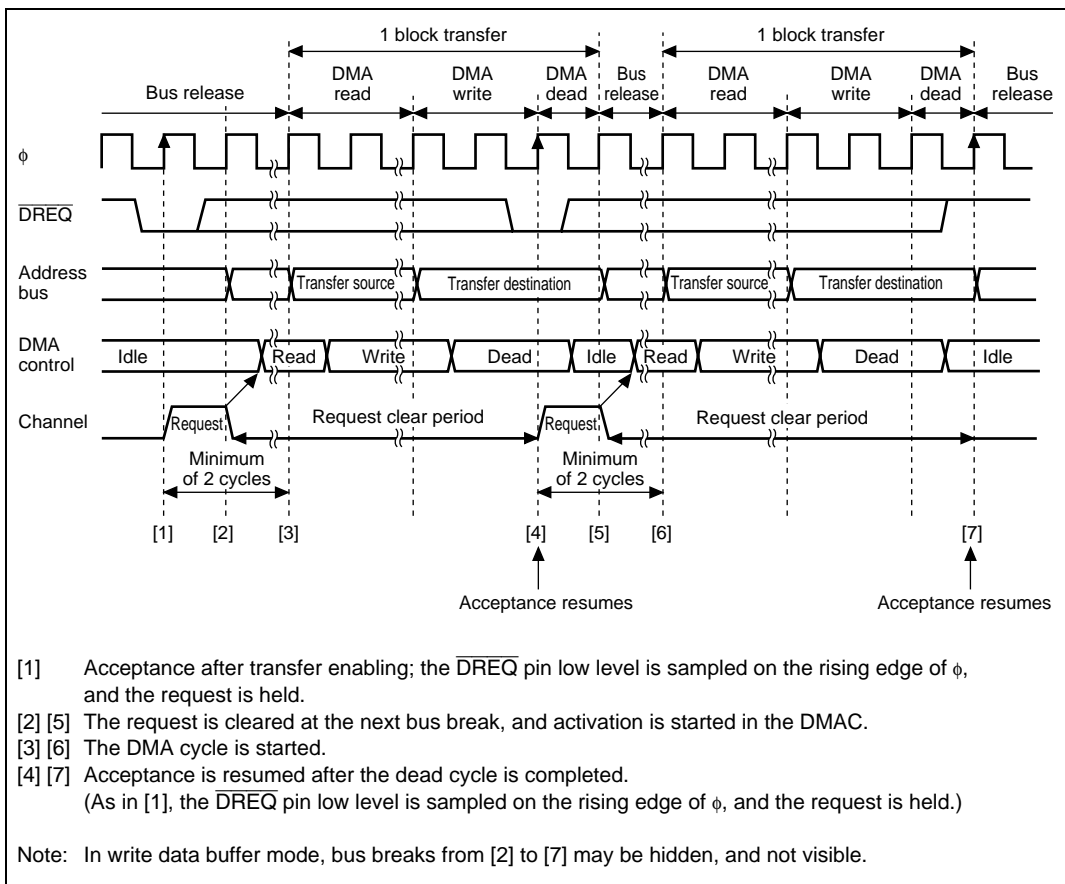 1 block transfer 1 block transfer
DMA read DMA write DMA dead Bus release DMA read DMA write DMA dead Bus release
Bus release
ϕ
DREQ
Address bus
Transfer source Transfer destination Transfer source Transfer destination
DMA control
Idle Read Write Dead Idle Read Write Dead Idle
Channel
Request Request clear period Request Request clear period
Minimum of 2 cycles Minimum of 2 cycles
[1] [2] [3] [4] [5] [6] [7]
Acceptance resumes Acceptance resumes
[1] Acceptance after transfer enabling; the DREQ pin low level is sampled on the rising edge of ϕ,
and the request is held.
[2] [5] The request is cleared at the next bus break, and activation is started in the DMAC.
[3] [6] The DMA cycle is started.
[4] [7] Acceptance is resumed after the dead cycle is completed.
(As in [1], the DREQ pin low level is sampled on the rising edge of ϕ, and the request is held.)
Note: In write data buffer mode, bus breaks from [2] to [7] may be hidden, and not visible.